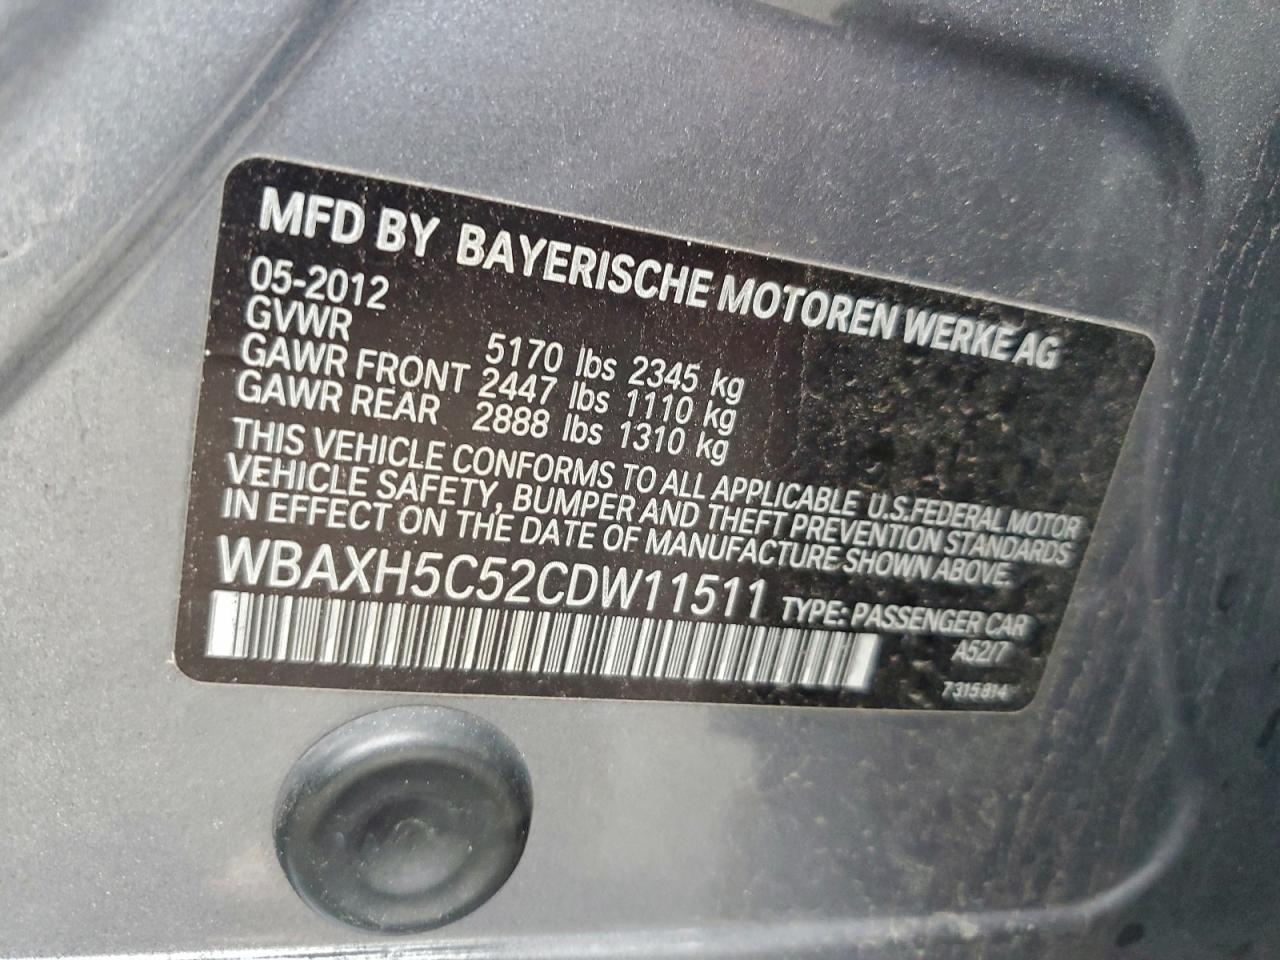 MFD BY BAYERISCHE MOTOREN WERKE AG
05-2012
GVWR 5170 lbs 2345 kg
GAWR FRONT 2447 lbs 1110 kg
GAWR REAR 2888 lbs 1310 kg
THIS VEHICLE CONFORMS TO ALL APPLICABLE U.S.FEDERAL MOTOR
VEHICLE SAFETY, BUMPER AND THEFT PREVENTION STANDARDS
IN EFFECT ON THE DATE OF MANUFACTURE SHOWN ABOVE.
WBAXH5C52CDW11511 TYPE: PASSENGER CAR
A52/7
7315814